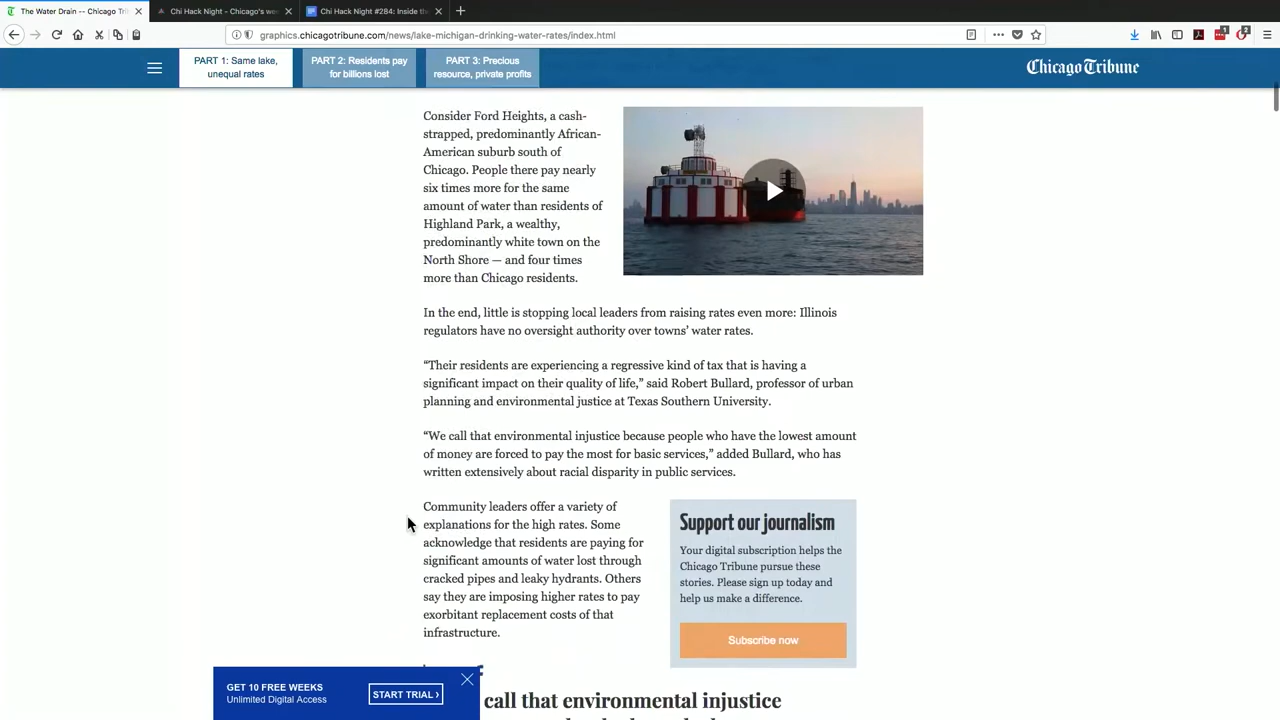 The Water Drain -- Chicago Tri
Chi Hack Night - Chicago's we
Chi Hack Night #284: Inside th
graphics.chicagotribune.com/news/lake-michigan-drinking-water-rates/index.html
PART 1: Same lake,
unequal rates
PART 2: Residents pay
for billions lost
PART 3: Precious
resource, private profits
Chicago Tribune
Consider Ford Heights, a cash-
strapped, predominantly African-
American suburb south of
Chicago. People there pay nearly
six times more for the same
amount of water than residents of
Highland Park, a wealthy,
predominantly white town on the
North Shore — and four times
more than Chicago residents.
In the end, little is stopping local leaders from raising rates even more: Illinois
regulators have no oversight authority over towns’ water rates.
“Their residents are experiencing a regressive kind of tax that is having a
significant impact on their quality of life,” said Robert Bullard, professor of urban
planning and environmental justice at Texas Southern University.
“We call that environmental injustice because people who have the lowest amount
of money are forced to pay the most for basic services,” added Bullard, who has
written extensively about racial disparity in public services.
Community leaders offer a variety of
explanations for the high rates. Some
acknowledge that residents are paying for
significant amounts of water lost through
cracked pipes and leaky hydrants. Others
say they are imposing higher rates to pay
exorbitant replacement costs of that
infrastructure.
Support our journalism
Your digital subscription helps the
Chicago Tribune pursue these
stories. Please sign up today and
help us make a difference.
Subscribe now
GET 10 FREE WEEKS
Unlimited Digital Access
START TRIAL ›
call that environmental injustice